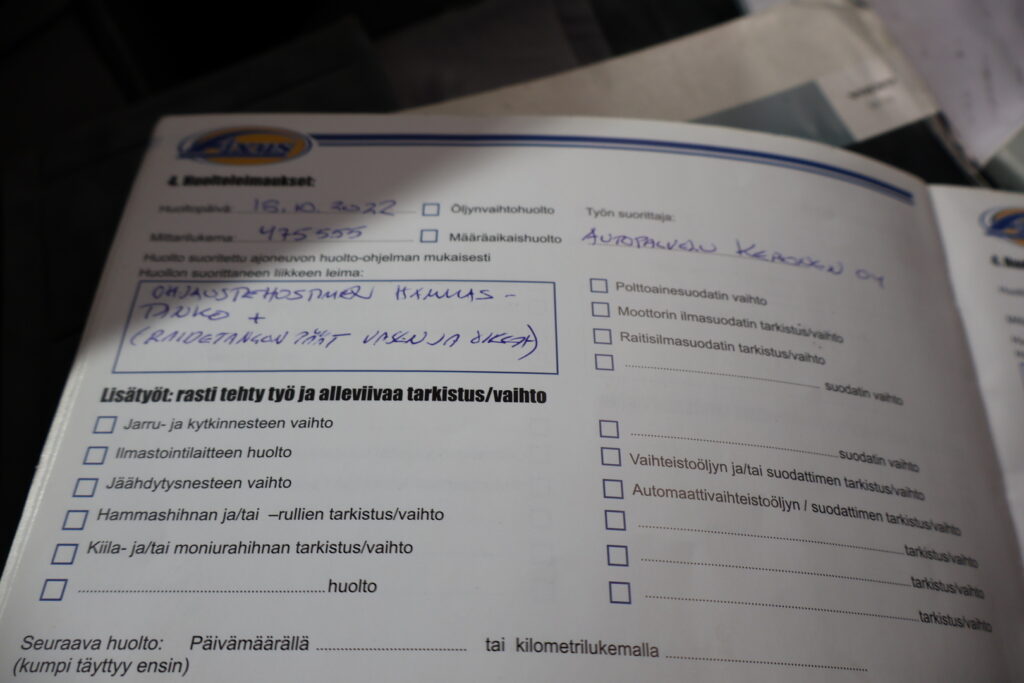 Fixus
4. Huoltoleimaukset:
Huoltopäivä: 18.10.2022
Öljynvaihtohuolto
Mittarilukema: 475555
Määräaikaishuolto
Huolto suoritettu ajoneuvon huolto-ohjelman mukaisesti
Huollon suorittaneen liikkeen leima:
OHJAUSTEHOSTIMEN HAMMAS-
TANKO +
(RAIDETANGON PÄÄT VASEN JA OIKEA)
Työn suorittaja:
AUTOPALVELU KEROREN OY
Polttoainesuodatin vaihto
Moottorin ilmasuodatin tarkistus/vaihto
Raitisilmasuodatin tarkistus/vaihto
suodatin vaihto
Lisätyöt: rasti tehty työ ja alleviivaa tarkistus/vaihto
Jarru- ja kytkinnesteen vaihto
Ilmastointilaitteen huolto
Jäähdytysnesteen vaihto
Hammashihnan ja/tai –rullien tarkistus/vaihto
Kiila- ja/tai moniurahihnan tarkistus/vaihto
huolto
suodatin vaihto
Vaihteistoöljyn ja/tai suodattimen tarkistus/vaihto
Automaattivaihteistoöljyn / suodattimen tarkistus/vaihto
tarkistus/vaihto
tarkistus/vaihto
tarkistus/vaihto
Seuraava huolto: Päivämäärällä tai kilometrilukemalla
(kumpi täyttyy ensin)